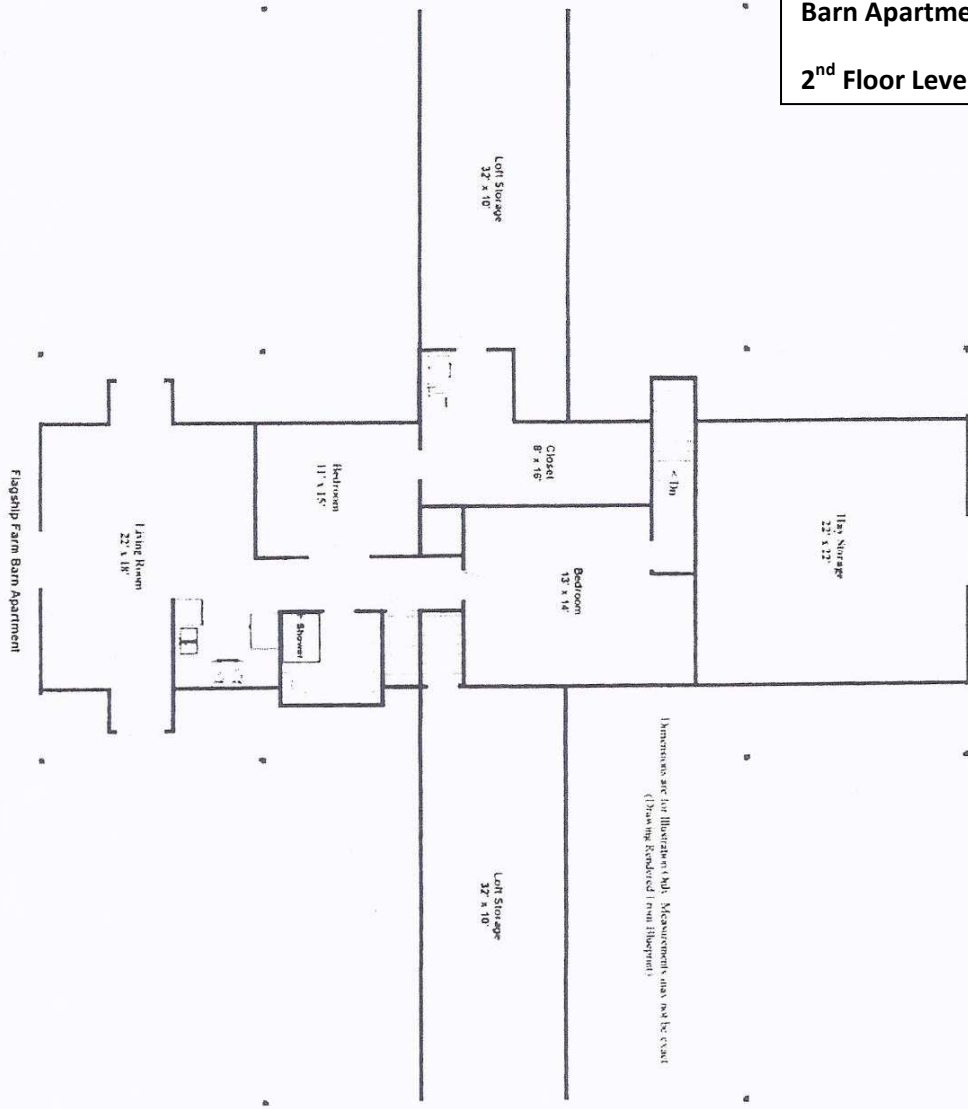 Barn Apartme
2nd Floor Leve
Loft Storage
32' x 10'
Closet
8' x 16'
< Dn
Hay Storage
22' x 22'
Bedroom
11' x 15'
Living Room
22' x 18'
Bedroom
13' x 14'
Shower
Flagship Farm Barn Apartment
Dimensions are for Illustration Only. Measurements may not be exact
(Drawing Rendered From Blueprint)
Loft Storage
32' x 10'